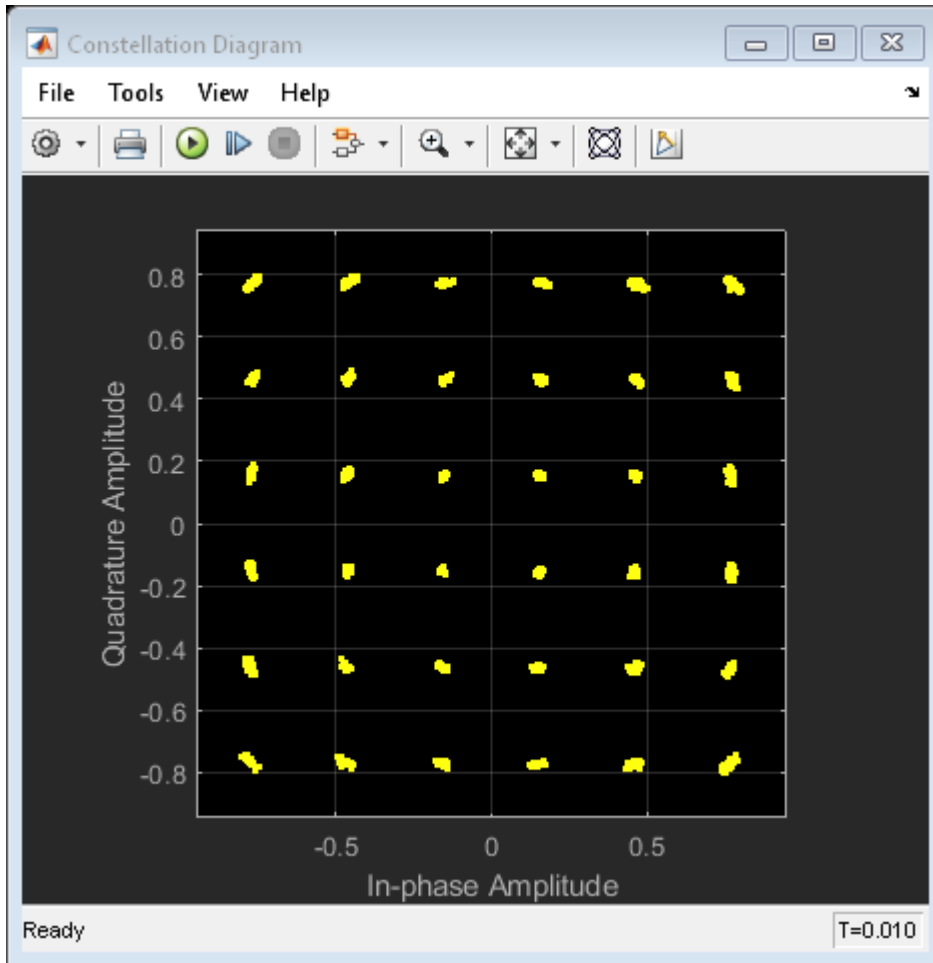 Constellation Diagram
File Tools View Help
0.8
0.6
0.4
0.2
0
-0.2
-0.4
-0.6
-0.8
Quadrature Amplitude
-0.5 0 0.5
In-phase Amplitude
Ready T=0.010